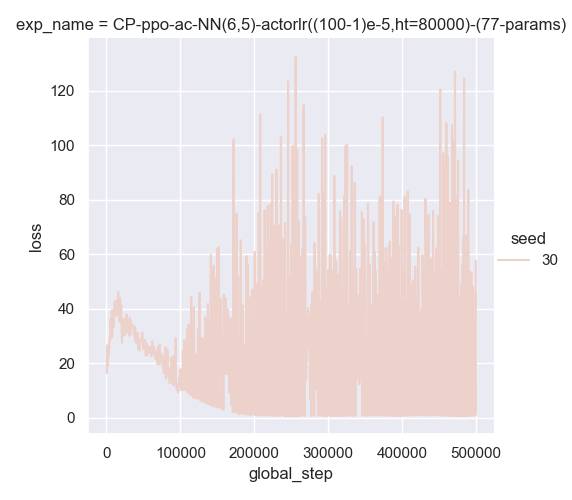 exp_name = CP-ppo-ac-NN(6,5)-actorlr((100-1)e-5,ht=80000)-(77-params)
120
100
80
60
40
20
0
loss
seed
30
0 100000 200000 300000 400000 500000
global_step